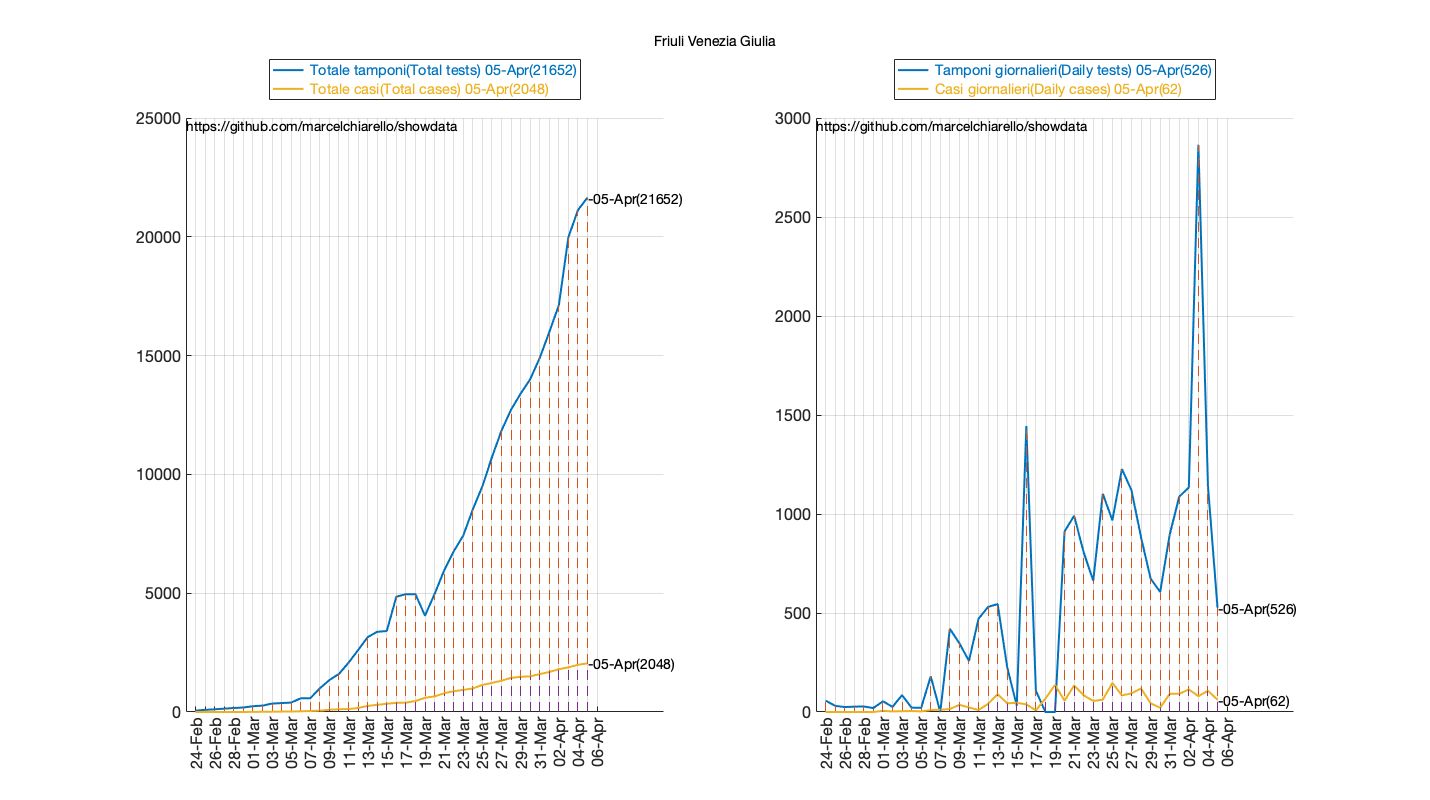 Friuli Venezia Giulia
Totale tamponi(Total tests) 05-Apr(21652)
Totale casi(Total cases) 05-Apr(2048)
25000
https://github.com/marcelchiarello/showdata
-05-Apr(21652)
20000
15000
10000
5000
-05-Apr(2048)
0
24-Feb
26-Feb
28-Feb
01-Mar
03-Mar
05-Mar
07-Mar
09-Mar
11-Mar
13-Mar
15-Mar
17-Mar
19-Mar
21-Mar
23-Mar
25-Mar
27-Mar
29-Mar
31-Mar
02-Apr
04-Apr
06-Apr
Tamponi giornalieri(Daily tests) 05-Apr(526)
Casi giornalieri(Daily cases) 05-Apr(62)
3000
https://github.com/marcelchiarello/showdata
2500
2000
1500
1000
500
-05-Apr(526)
-05-Apr(62)
0
24-Feb
26-Feb
28-Feb
01-Mar
03-Mar
05-Mar
07-Mar
09-Mar
11-Mar
13-Mar
15-Mar
17-Mar
19-Mar
21-Mar
23-Mar
25-Mar
27-Mar
29-Mar
31-Mar
02-Apr
04-Apr
06-Apr